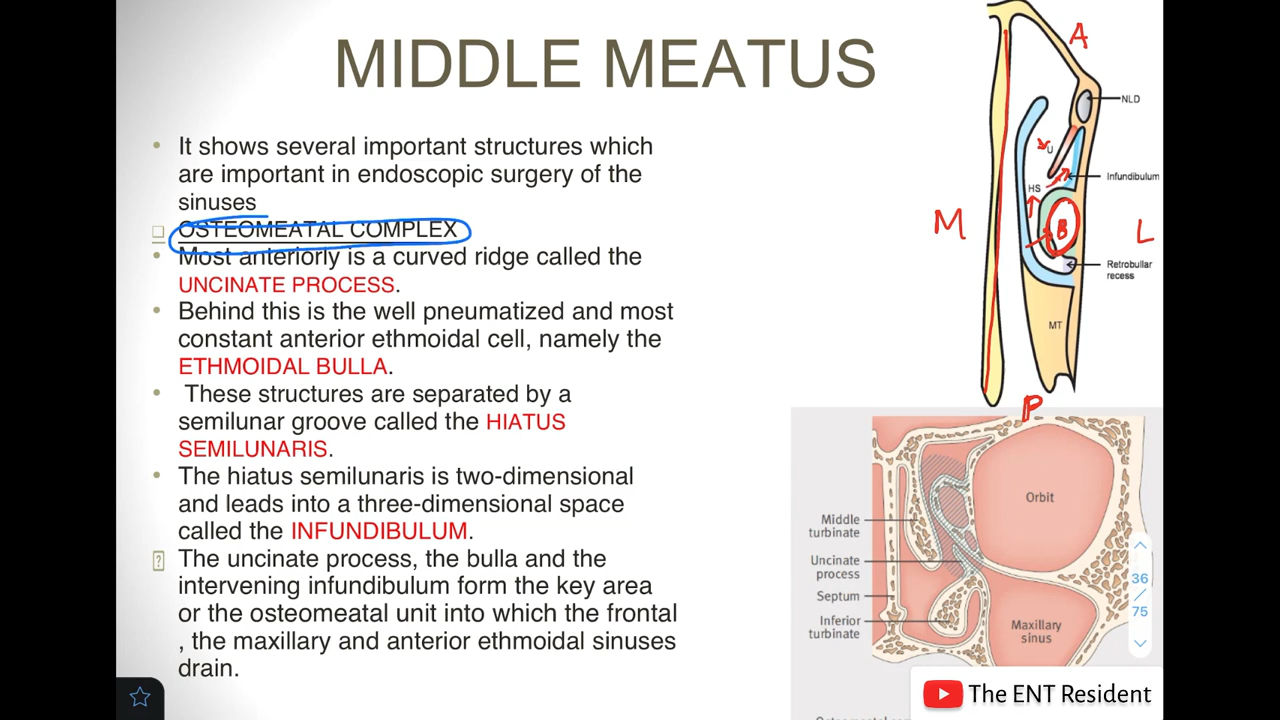 MIDDLE MEATUS
• It shows several important structures which
are important in endoscopic surgery of the
sinuses
OSTEOMEATAL COMPLEX
• Most anteriorly is a curved ridge called the
UNCINATE PROCESS.
• Behind this is the well pneumatized and most
constant anterior ethmoidal cell, namely the
ETHMOIDAL BULLA.
• These structures are separated by a
semilunar groove called the HIATUS
SEMILUNARIS.
• The hiatus semilunaris is two-dimensional
and leads into a three-dimensional space
called the INFUNDIBULUM.
The uncinate process, the bulla and the
intervening infundibulum form the key area
or the osteomeatal unit into which the frontal
, the maxillary and anterior ethmoidal sinuses
drain.
A
NLD
U
Infundibulum
HS
M
B
L
Retrobullar
recess
MT
P
Orbit
Middle
turbinate
Uncinate
process
Septum
Inferior
turbinate
Maxillary
sinus
36
/
75
The ENT Resident